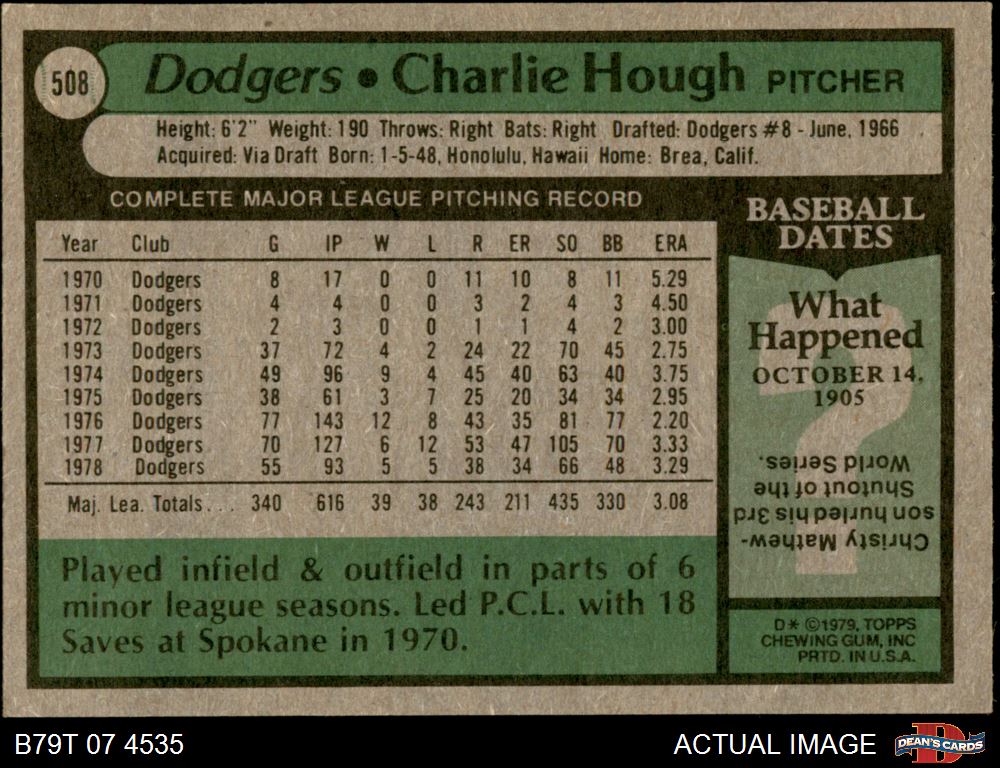 508
Dodgers • Charlie Hough PITCHER
Height: 6'2" Weight: 190 Throws: Right Bats: Right Drafted: Dodgers #8 - June, 1966
Acquired: Via Draft Born: 1-5-48, Honolulu, Hawaii Home: Brea, Calif.
COMPLETE MAJOR LEAGUE PITCHING RECORD
Year Club G IP W L R ER SO BB ERA
1970 Dodgers 8 17 0 0 11 10 8 11 5.29
1971 Dodgers 4 4 0 0 3 2 4 3 4.50
1972 Dodgers 2 3 0 0 1 1 4 2 3.00
1973 Dodgers 37 72 4 2 24 22 70 45 2.75
1974 Dodgers 49 96 9 4 45 40 63 40 3.75
1975 Dodgers 38 61 3 7 25 20 34 34 2.95
1976 Dodgers 77 143 12 8 43 35 81 77 2.20
1977 Dodgers 70 127 6 12 53 47 105 70 3.33
1978 Dodgers 55 93 5 5 38 34 66 48 3.29
Maj. Lea. Totals... 340 616 39 38 243 211 435 330 3.08
Played infield & outfield in parts of 6
minor league seasons. Led P.C.L. with 18
Saves at Spokane in 1970.
BASEBALL
DATES
What
Happened
OCTOBER 14,
1905
?
Christy Mathew-
son hurled his 3rd
Shutout of the
World Series.
D* ©1979, TOPPS
CHEWING GUM, INC
PRTD. IN U.S.A.
B79T 07 4535
ACTUAL IMAGE
D
DEAN'S CARDS